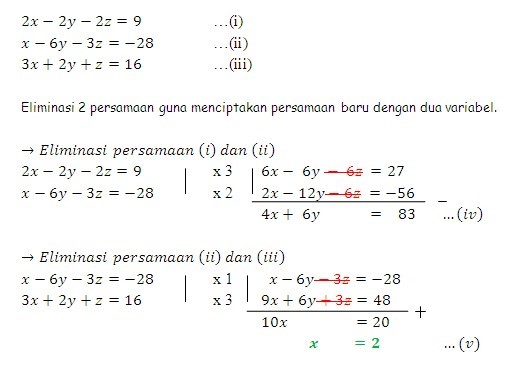 2x − 2y − 2z = 9 ...(i)
x − 6y − 3z = −28 ...(ii)
3x + 2y + z = 16 ...(iii)
Eliminasi 2 persamaan guna menciptakan persamaan baru dengan dua variabel.
→ Eliminasi persamaan (i) dan (ii)
2x − 2y − 2z = 9 | x 3 | 6x − 6y − 6z = 27
x − 6y − 3z = −28 | x 2 | 2x − 12y − 6z = −56 −
4x + 6y = 83 ...(iv)
→ Eliminasi persamaan (ii) dan (iii)
x − 6y − 3z = −28 | x 1 | x − 6y − 3z = −28
3x + 2y + z = 16 | x 3 | 9x + 6y + 3z = 48 +
10x = 20
x = 2 ...(v)